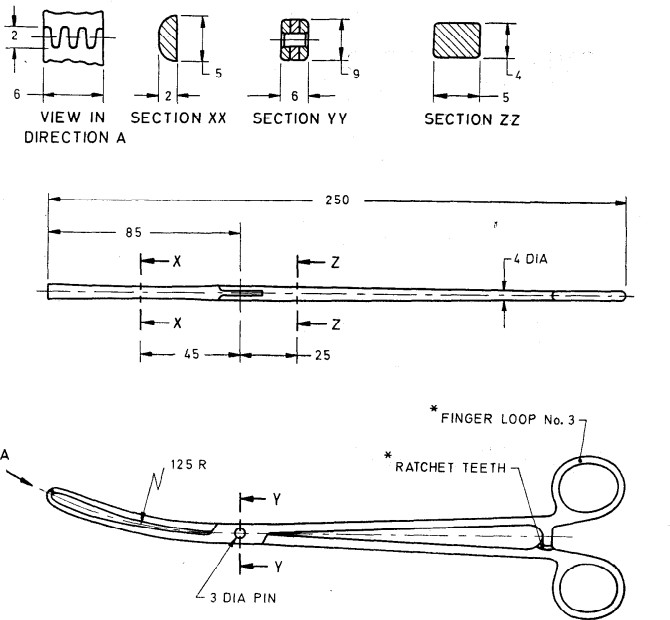 2
6
VIEW IN
DIRECTION A
5
2
SECTION XX
9
6
SECTION YY
4
5
SECTION ZZ
250
85
X
Z
4 DIA
X
Z
45
25
* FINGER LOOP No. 3
A
125 R
* RATCHET TEETH
Y
Y
3 DIA PIN